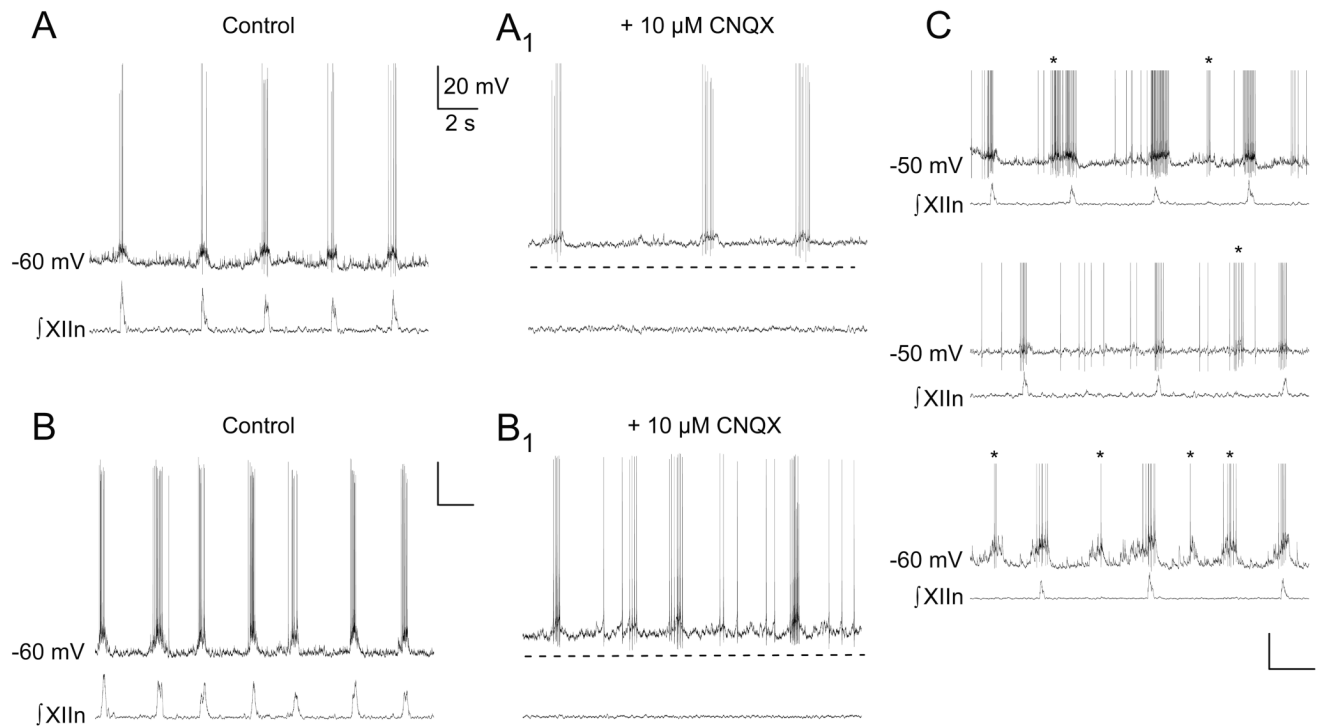 A
Control
20 mV
2 s
-60 mV
∫XIIn
A1
+ 10 µM CNQX
B
Control
-60 mV
∫XIIn
B1
+ 10 µM CNQX
C
* *
-50 mV
∫XIIn
*
-50 mV
∫XIIn
* * * *
-60 mV
∫XIIn